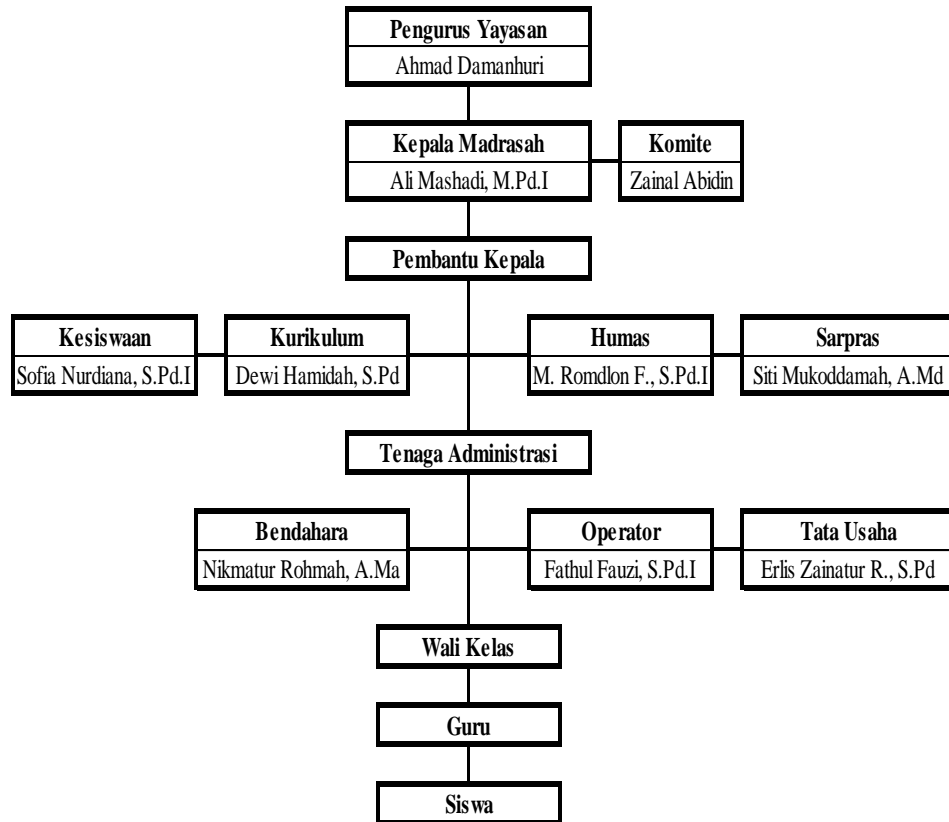 Pengurus Yayasan
Ahmad Damanhuri
Kepala Madrasah
Ali Mashadi, M.Pd.I
Komite
Zainal Abidin
Pembantu Kepala
Kesiswaan
Sofia Nurdiana, S.Pd.I
Kurikulum
Dewi Hamidah, S.Pd
Humas
M. Romdlon F., S.Pd.I
Sarpras
Siti Mukoddamah, A.Md
Tenaga Administrasi
Bendahara
Nikmatur Rohmah, A.Ma
Operator
Fathul Fauzi, S.Pd.I
Tata Usaha
Erlis Zainatur R., S.Pd
Wali Kelas
Guru
Siswa